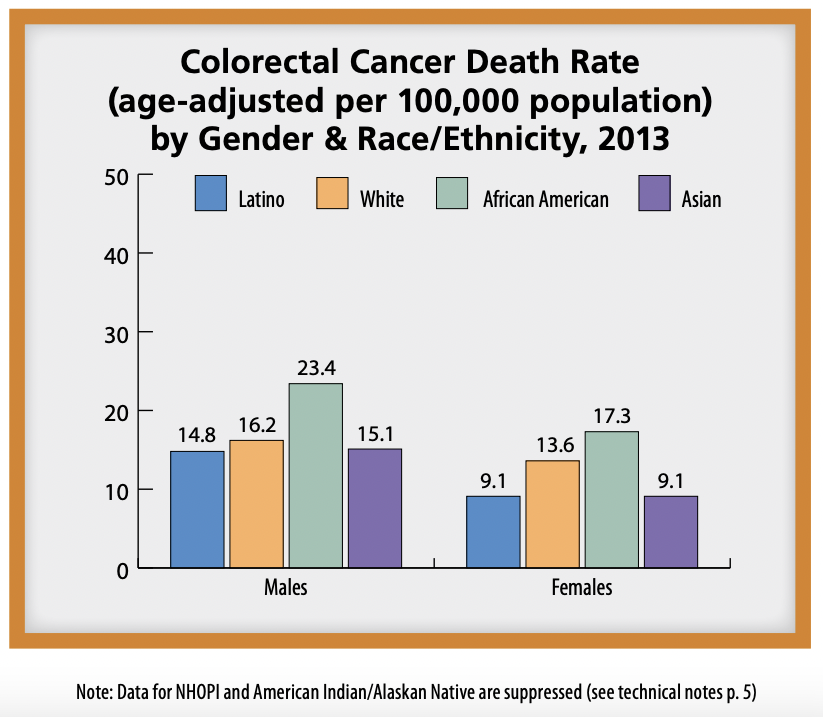 Colorectal Cancer Death Rate
(age-adjusted per 100,000 population)
by Gender & Race/Ethnicity, 2013
50
Latino White African American Asian
40
30
23.4
20
17.3
16.2
14.8
15.1
13.6
10
9.1
9.1
0
Males Females
Note: Data for NHOPI and American Indian/Alaskan Native are suppressed (see technical notes p. 5)